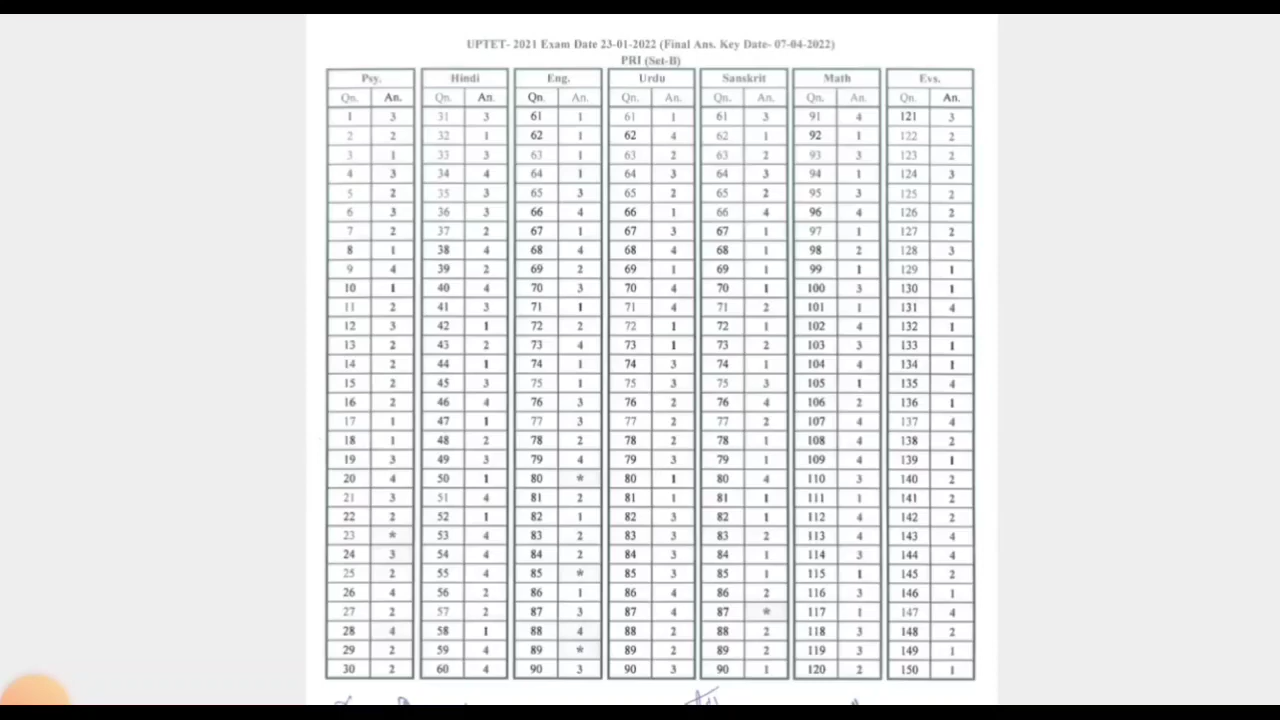 UPTET- 2021 Exam Date 23-01-2022 (Final Ans. Key Date- 07-04-2022)
PRI (Set-B)
Psy. Hindi Eng. Urdu Sanskrit Math Evs.
Qn. An. Qn. An. Qn. An. Qn. An. Qn. An. Qn. An. Qn. An.
1 3 31 3 61 1 61 1 61 3 91 4 121 3
2 2 32 1 62 1 62 4 62 1 92 1 122 2
3 1 33 3 63 1 63 2 63 2 93 3 123 2
4 3 34 4 64 1 64 3 64 3 94 1 124 3
5 2 35 3 65 3 65 2 65 2 95 3 125 2
6 3 36 3 66 4 66 1 66 4 96 4 126 2
7 2 37 2 67 1 67 3 67 1 97 1 127 2
8 1 38 4 68 4 68 4 68 1 98 2 128 3
9 4 39 2 69 2 69 1 69 1 99 1 129 1
10 1 40 4 70 3 70 4 70 1 100 3 130 1
11 2 41 3 71 1 71 4 71 2 101 1 131 4
12 3 42 1 72 2 72 1 72 1 102 4 132 1
13 2 43 2 73 4 73 1 73 2 103 3 133 1
14 2 44 1 74 1 74 3 74 1 104 4 134 1
15 2 45 3 75 1 75 3 75 3 105 1 135 4
16 2 46 4 76 3 76 2 76 4 106 2 136 1
17 1 47 1 77 3 77 2 77 2 107 4 137 4
18 1 48 2 78 2 78 2 78 1 108 4 138 2
19 3 49 3 79 4 79 3 79 1 109 4 139 1
20 4 50 1 80 * 80 1 80 4 110 3 140 2
21 3 51 4 81 2 81 1 81 1 111 1 141 2
22 2 52 1 82 1 82 3 82 1 112 4 142 2
23 * 53 4 83 2 83 3 83 2 113 4 143 4
24 3 54 4 84 2 84 3 84 1 114 3 144 4
25 2 55 4 85 * 85 3 85 1 115 1 145 2
26 4 56 2 86 1 86 4 86 2 116 3 146 1
27 2 57 2 87 3 87 4 87 * 117 1 147 4
28 4 58 1 88 4 88 2 88 2 118 3 148 2
29 2 59 4 89 * 89 2 89 2 119 3 149 1
30 2 60 4 90 3 90 3 90 1 120 2 150 1